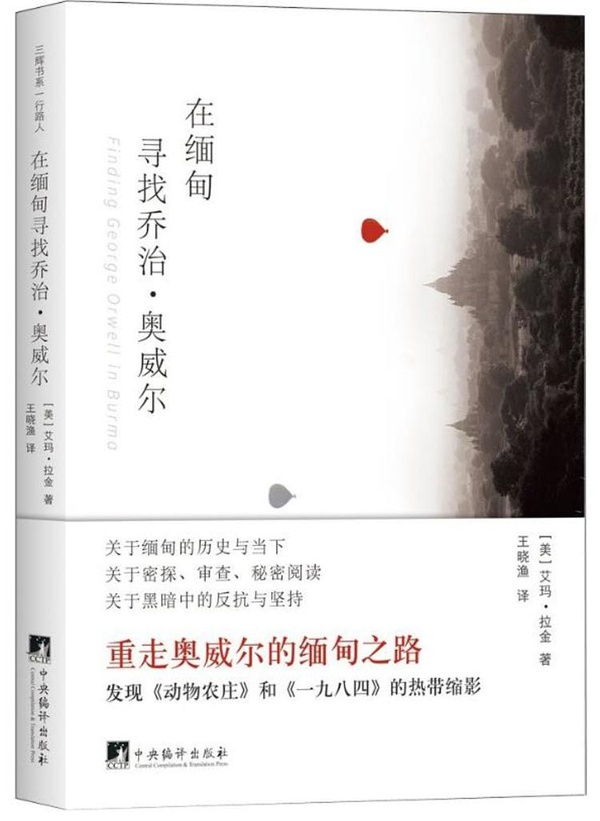 三辉书系—行路人
在缅甸寻找乔治·奥威尔
［美］艾玛·拉金 著
王晓渔 译
CCTP
中央编译出版社
Central Compilation & Translation Press
在缅甸
寻找乔治·奥威尔
Finding George Orwell in Burma
关于缅甸的历史与当下
关于密探、审查、秘密阅读
关于黑暗中的反抗与坚持
［美］艾玛·拉金 著
王晓渔 译
重走奥威尔的缅甸之路
发现《动物农庄》和《一九八四》的热带缩影
CCTP
中央编译出版社
Central Compilation & Translation Press